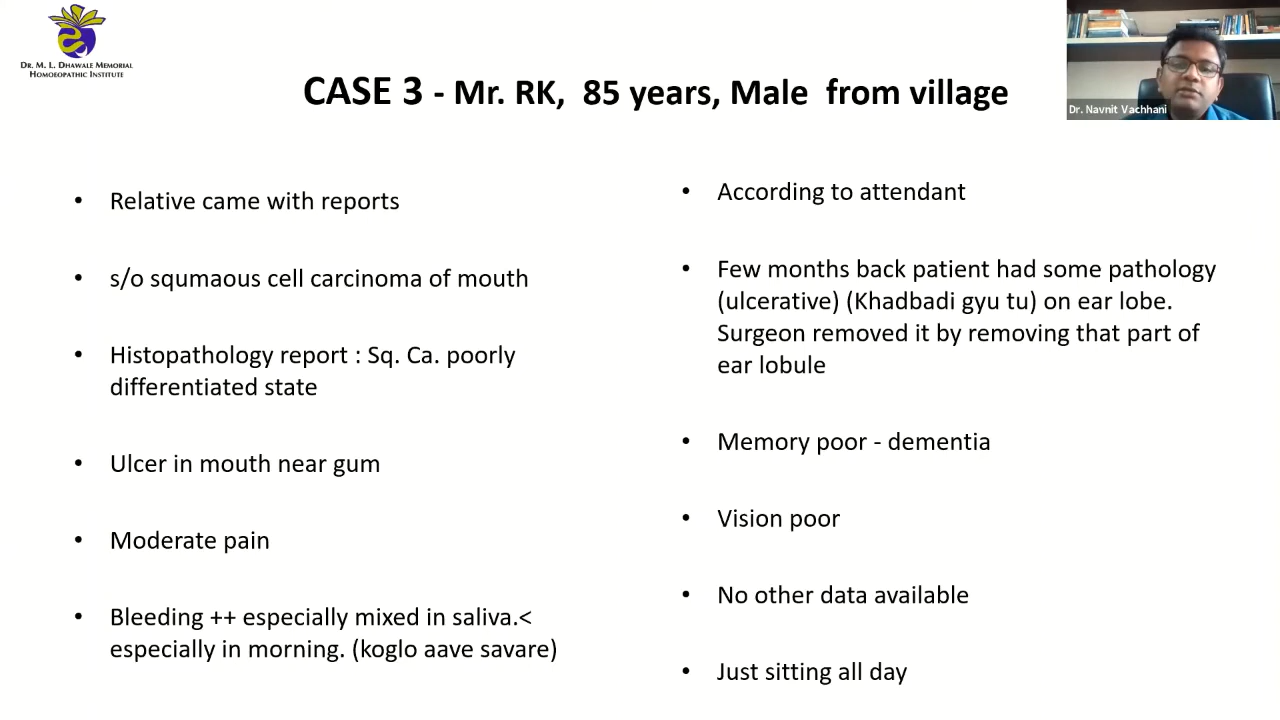 Dr. M. L. Dhawale Memorial
Homoeopathic Institute
CASE 3 - Mr. RK, 85 years, Male from village
Dr. Navnit Vachhani
• Relative came with reports
• s/o squmaous cell carcinoma of mouth
• Histopathology report : Sq. Ca. poorly
differentiated state
• Ulcer in mouth near gum
• Moderate pain
• Bleeding ++ especially mixed in saliva.<
especially in morning. (koglo aave savare)
• According to attendant
• Few months back patient had some pathology
(ulcerative) (Khadbadi gyu tu) on ear lobe.
Surgeon removed it by removing that part of
ear lobule
• Memory poor - dementia
• Vision poor
• No other data available
• Just sitting all day